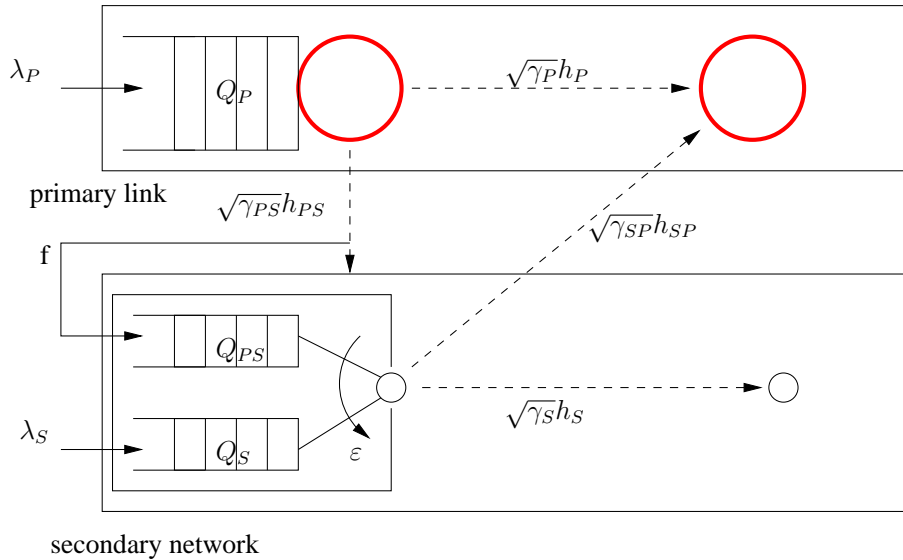 λ_P
Q_P
√γ_P h_P
primary link
√γ_PS h_PS
√γ_SP h_SP
f
Q_PS
λ_S
Q_S
ε
√γ_S h_S
secondary network